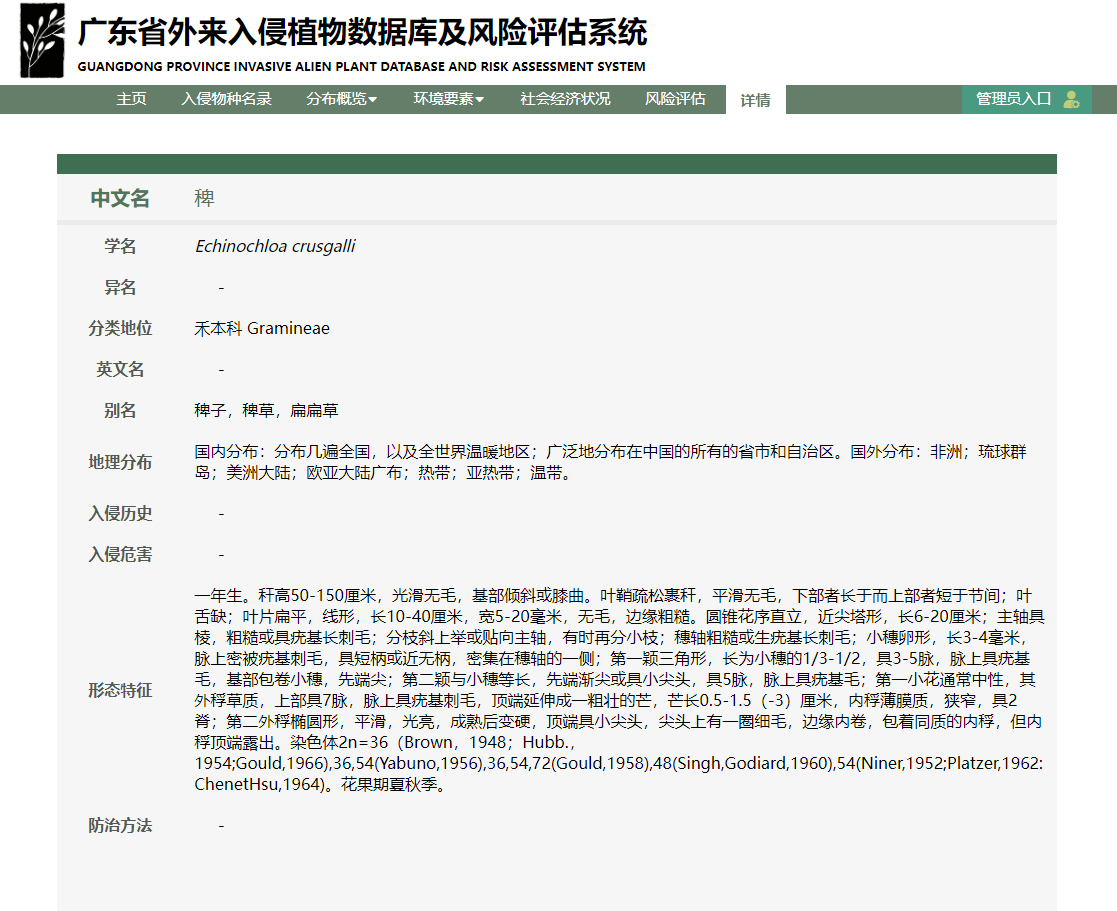 广东省外来入侵植物数据库及风险评估系统
GUANGDONG PROVINCE INVASIVE ALIEN PLANT DATABASE AND RISK ASSESSMENT SYSTEM
主页 入侵物种名录 分布概览 环境要素 社会经济状况 风险评估 详情 管理员入口
中文名 稗
学名 Echinochloa crusgalli
异名 -
分类地位 禾本科 Gramineae
英文名 -
别名 稗子，稗草，扁扁草
地理分布
国内分布：分布几遍全国，以及全世界温暖地区；广泛地分布在中国的所有的省市和自治区。国外分布：非洲；琉球群
岛；美洲大陆；欧亚大陆广布；热带；亚热带；温带。
入侵历史 -
入侵危害 -
形态特征
一年生。秆高50-150厘米，光滑无毛，基部倾斜或膝曲。叶鞘疏松裹秆，平滑无毛，下部者长于而上部者短于节间；叶
舌缺；叶片扁平，线形，长10-40厘米，宽5-20毫米，无毛，边缘粗糙。圆锥花序直立，近尖塔形，长6-20厘米；主轴具
棱，粗糙或具疣基长刺毛；分枝斜上举或贴向主轴，有时再分小枝；穗轴粗糙或生疣基长刺毛；小穗卵形，长3-4毫米，
脉上密被疣基刺毛，具短柄或近无柄，密集在穗轴的一侧；第一颖三角形，长为小穗的1/3-1/2，具3-5脉，脉上具疣基
毛，基部包卷小穗，先端尖；第二颖与小穗等长，先端渐尖或具小尖头，具5脉，脉上具疣基毛；第一小花通常中性，其
外稃草质，上部具7脉，脉上具疣基刺毛，顶端延伸成一粗壮的芒，芒长0.5-1.5（-3）厘米，内稃薄膜质，狭窄，具2
脊；第二外稃椭圆形，平滑，光亮，成熟后变硬，顶端具小尖头，尖头上有一圈细毛，边缘内卷，包着同质的内稃，但内
稃顶端露出。染色体2n=36（Brown，1948；Hubb.，
1954;Gould,1966),36,54(Yabuno,1956),36,54,72(Gould,1958),48(Singh,Godiard,1960),54(Niner,1952;Platzer,1962:
ChenetHsu,1964)。花果期夏秋季。
防治方法 -